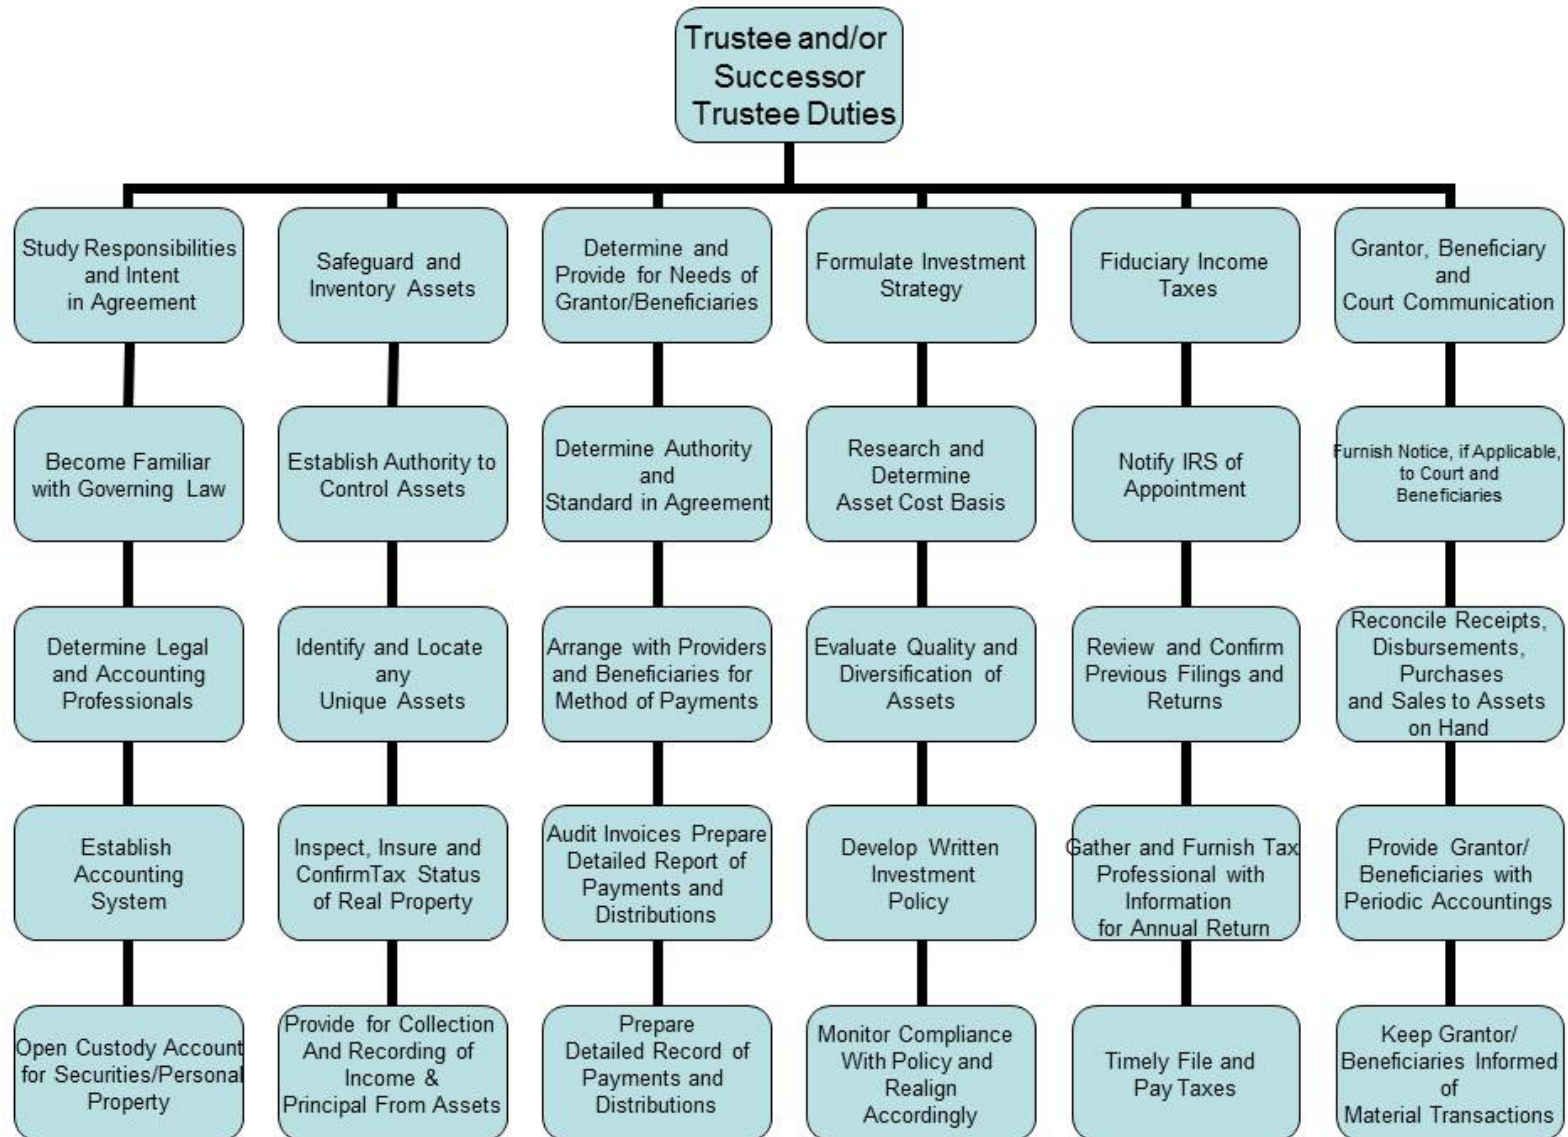 Trustee and/or
Successor
Trustee Duties
Study Responsibilities
and Intent
in Agreement
Safeguard and
Inventory Assets
Determine and
Provide for Needs of
Grantor/Beneficiaries
Formulate Investment
Strategy
Fiduciary Income
Taxes
Grantor, Beneficiary
and
Court Communication
Become Familiar
with Governing Law
Establish Authority to
Control Assets
Determine Authority
and
Standard in Agreement
Research and
Determine
Asset Cost Basis
Notify IRS of
Appointment
Furnish Notice, if Applicable,
to Court and
Beneficiaries
Determine Legal
and Accounting
Professionals
Identify and Locate
any
Unique Assets
Arrange with Providers
and Beneficiaries for
Method of Payments
Evaluate Quality and
Diversification of
Assets
Review and Confirm
Previous Filings and
Returns
Reconcile Receipts,
Disbursements,
Purchases
and Sales to Assets
on Hand
Establish
Accounting
System
Inspect, Insure and
ConfirmTax Status
of Real Property
Audit Invoices Prepare
Detailed Report of
Payments and
Distributions
Develop Written
Investment
Policy
Gather and Furnish Tax
Professional with
Information
for Annual Return
Provide Grantor/
Beneficiaries with
Periodic Accountings
Open Custody Account
for Securities/Personal
Property
Provide for Collection
And Recording of
Income &
Principal From Assets
Prepare
Detailed Record of
Payments and
Distributions
Monitor Compliance
With Policy and
Realign
Accordingly
Timely File and
Pay Taxes
Keep Grantor/
Beneficiaries Informed
of
Material Transactions